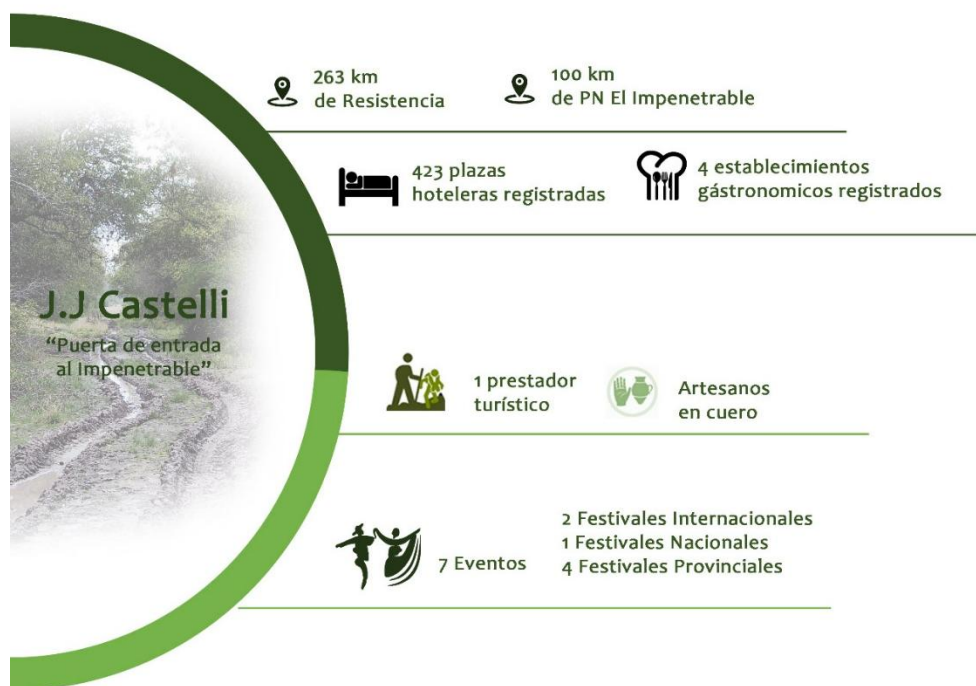 263 km
de Resistencia
100 km
de PN El Impenetrable
423 plazas
hoteleras registradas
4 establecimientos
gástronomicos registrados
J.J Castelli
“Puerta de entrada
al Impenetrable”
1 prestador
turístico
Artesanos
en cuero
7 Eventos
2 Festivales Internacionales
1 Festivales Nacionales
4 Festivales Provinciales